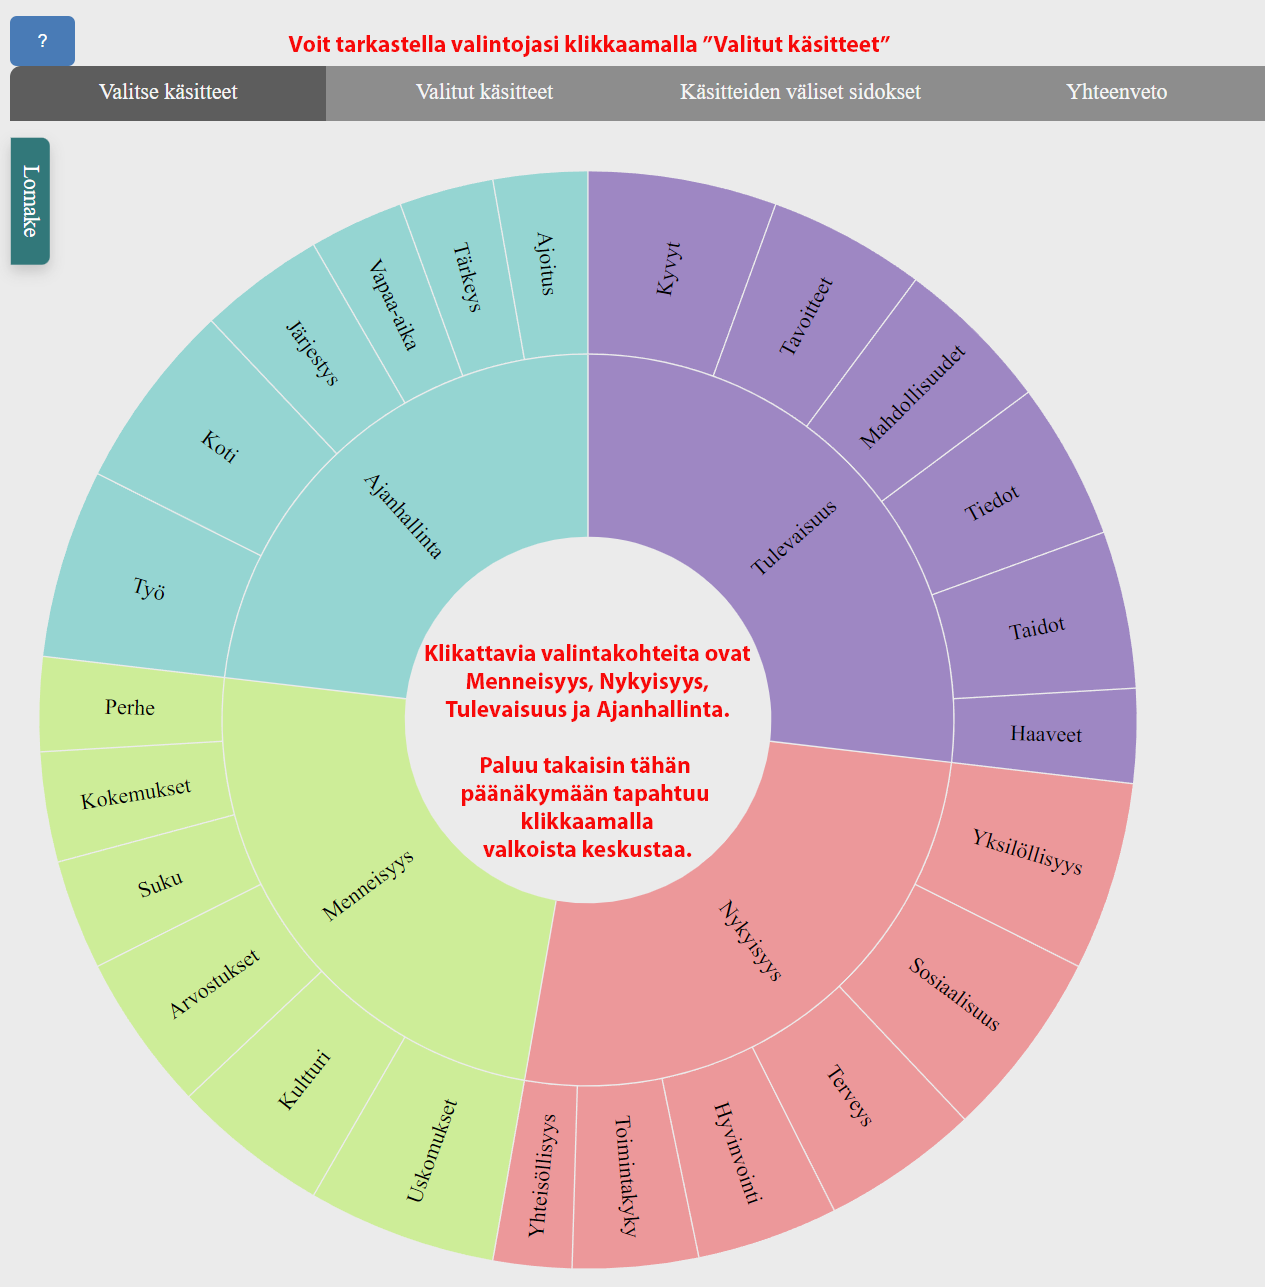 ?
Voit tarkastella valintojasi klikkaamalla ”Valitut käsitteet”
Valitse käsitteet
Valitut käsitteet
Käsitteiden väliset sidokset
Yhteenveto
Lomake
Kyvyt
Tavoitteet
Mahdollisuudet
Tiedot
Taidot
Haaveet
Tulevaisuus
Yksilöllisyys
Sosiaalisuus
Terveys
Hyvinvointi
Toimintakyky
Yhteisöllisyys
Nykyisyys
Uskomukset
Kulttuuri
Arvostukset
Suku
Kokemukset
Perhe
Menneisyys
Työ
Koti
Järjestys
Vapaa-aika
Tärkeys
Ajoitus
Ajanhallinta
Klikattavia valintakohteita ovat
Menneisyys, Nykyisyys,
Tulevaisuus ja Ajanhallinta.
Paluu takaisin tähän
päänäkymään tapahtuu
klikkaamalla
valkoista keskustaa.